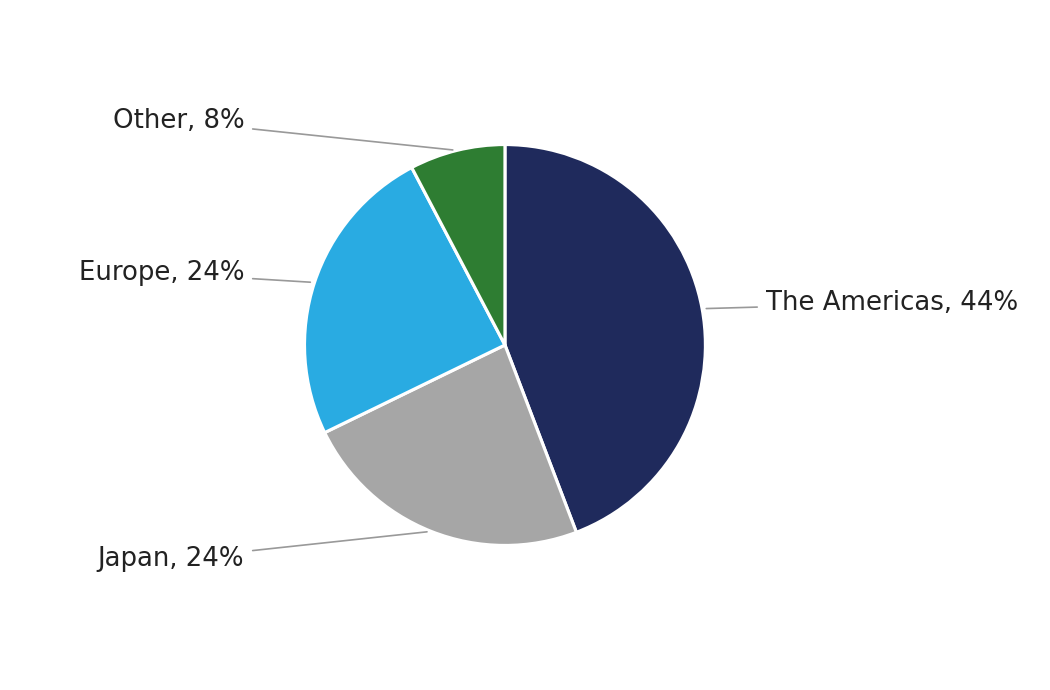 Other, 8%
Europe, 24%
The Americas, 44%
Japan, 24%